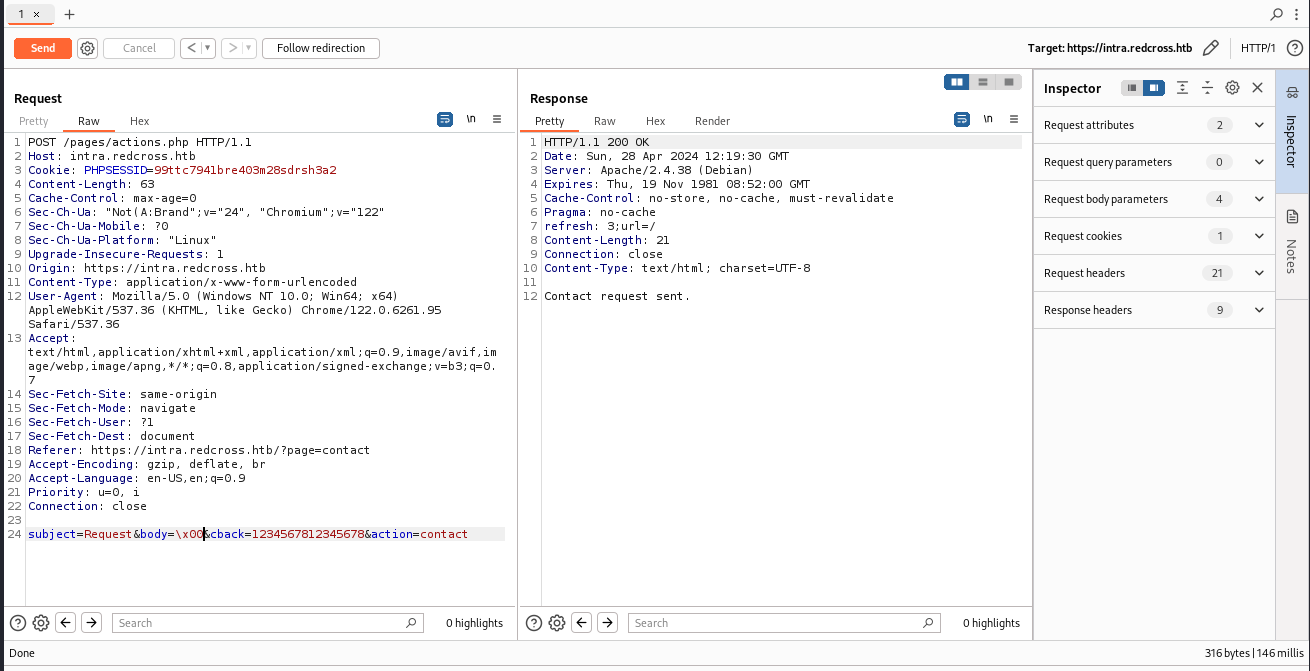 1 ×
Send
Cancel
Follow redirection
Target: https://intra.redcross.htb
HTTP/1
Request
Pretty Raw Hex
\n
1 POST /pages/actions.php HTTP/1.1
2 Host: intra.redcross.htb
3 Cookie: PHPSESSID=99ttc7941bre403m28sdrsh3a2
4 Content-Length: 63
5 Cache-Control: max-age=0
6 Sec-Ch-Ua: "Not(A:Brand";v="24", "Chromium";v="122"
7 Sec-Ch-Ua-Mobile: ?0
8 Sec-Ch-Ua-Platform: "Linux"
9 Upgrade-Insecure-Requests: 1
10 Origin: https://intra.redcross.htb
11 Content-Type: application/x-www-form-urlencoded
12 User-Agent: Mozilla/5.0 (Windows NT 10.0; Win64; x64)
AppleWebKit/537.36 (KHTML, like Gecko) Chrome/122.0.6261.95
Safari/537.36
13 Accept:
text/html,application/xhtml+xml,application/xml;q=0.9,image/avif,im
age/webp,image/apng,*/*;q=0.8,application/signed-exchange;v=b3;q=0.
7
14 Sec-Fetch-Site: same-origin
15 Sec-Fetch-Mode: navigate
16 Sec-Fetch-User: ?1
17 Sec-Fetch-Dest: document
18 Referer: https://intra.redcross.htb/?page=contact
19 Accept-Encoding: gzip, deflate, br
20 Accept-Language: en-US,en;q=0.9
21 Priority: u=0, i
22 Connection: close
23
24 subject=Request&body=\x00&cback=1234567812345678&action=contact
Search
0 highlights
Response
Pretty Raw Hex Render
\n
1 HTTP/1.1 200 OK
2 Date: Sun, 28 Apr 2024 12:19:30 GMT
3 Server: Apache/2.4.38 (Debian)
4 Expires: Thu, 19 Nov 1981 08:52:00 GMT
5 Cache-Control: no-store, no-cache, must-revalidate
6 Pragma: no-cache
7 refresh: 3;url=/
8 Content-Length: 21
9 Connection: close
10 Content-Type: text/html; charset=UTF-8
11
12 Contact request sent.
Search
0 highlights
Inspector
Request attributes 2
Request query parameters 0
Request body parameters 4
Request cookies 1
Request headers 21
Response headers 9
Inspector
Notes
Done
316 bytes | 146 millis